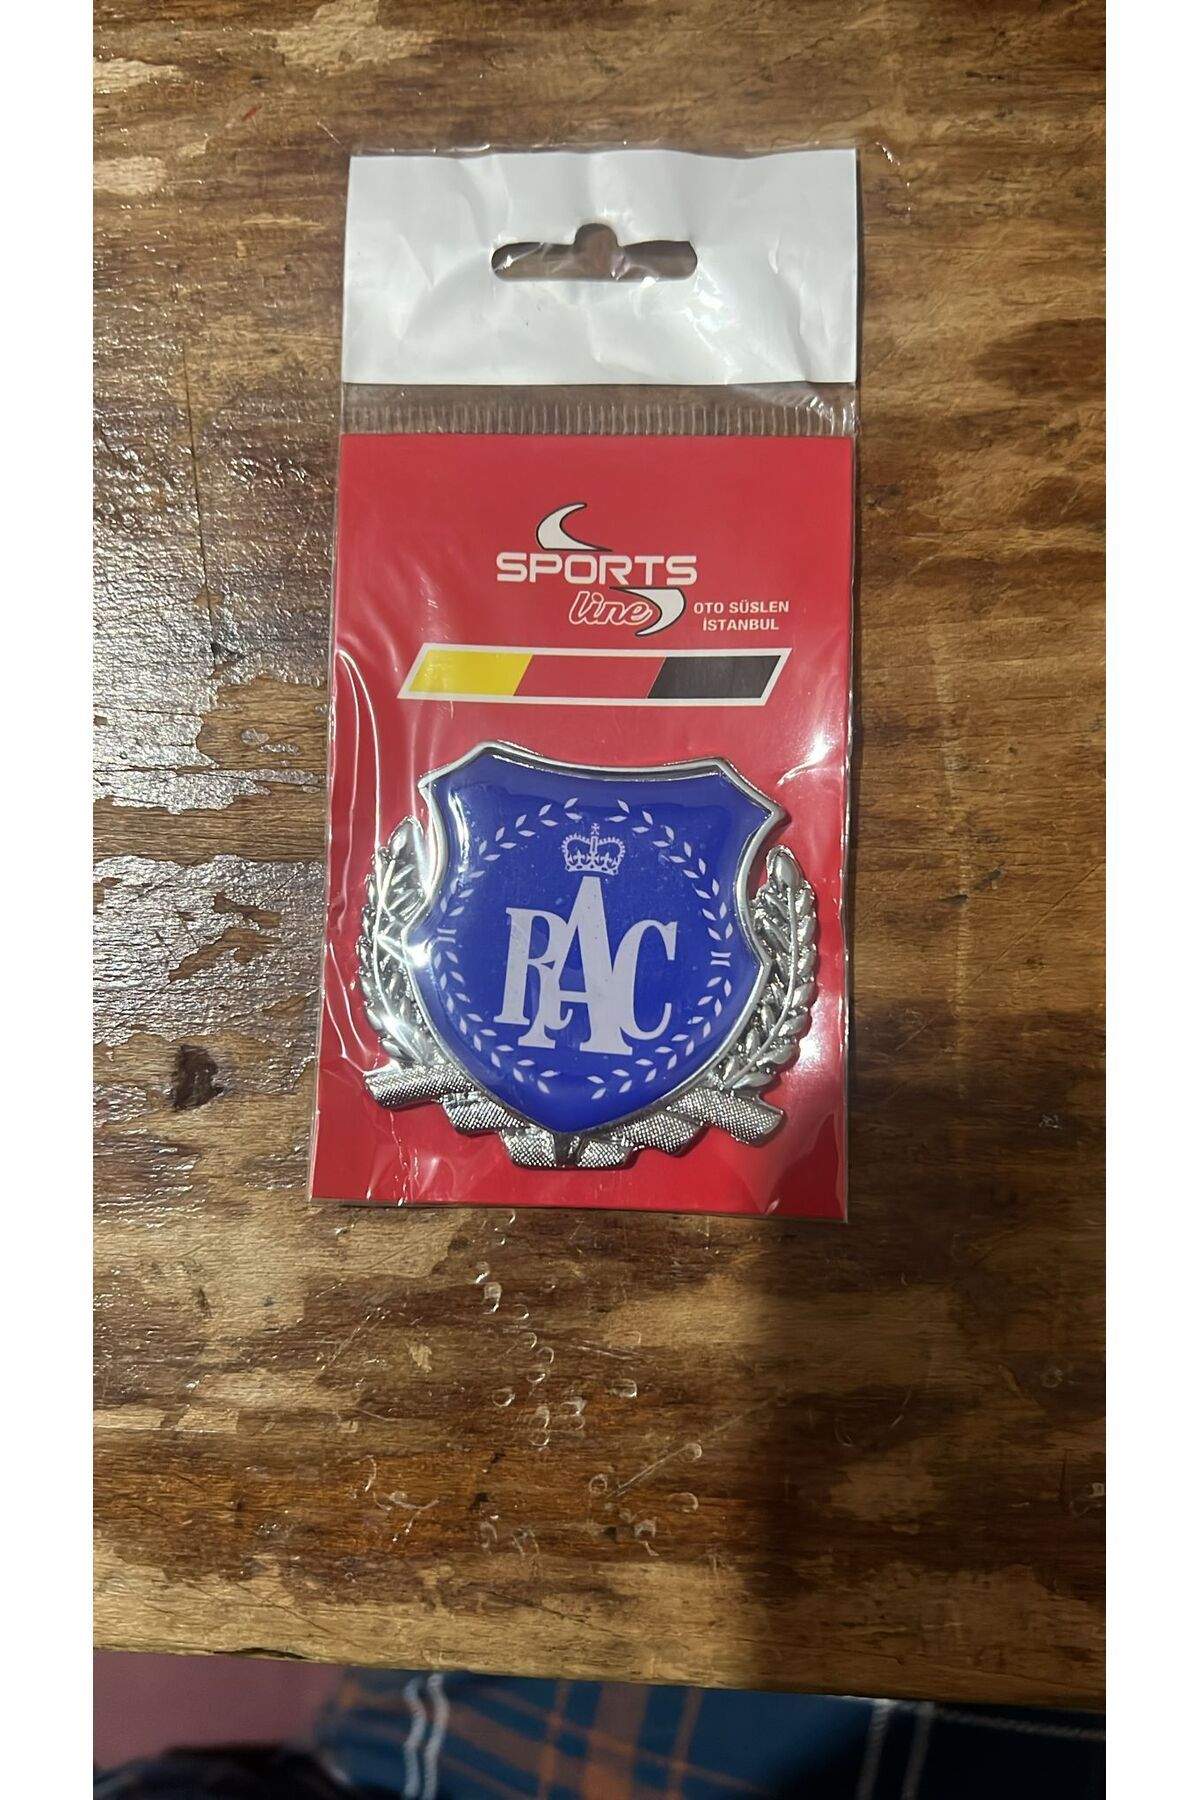 SPORTS
line
OTO SÜSLEN
İSTANBUL
RAC